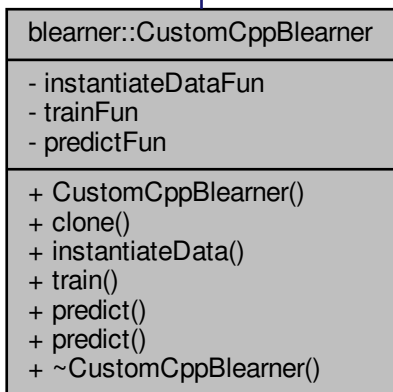 blearner::CustomCppBlearner
- instantiateDataFun
- trainFun
- predictFun
+ CustomCppBlearner()
+ clone()
+ instantiateData()
+ train()
+ predict()
+ predict()
+ ~CustomCppBlearner()